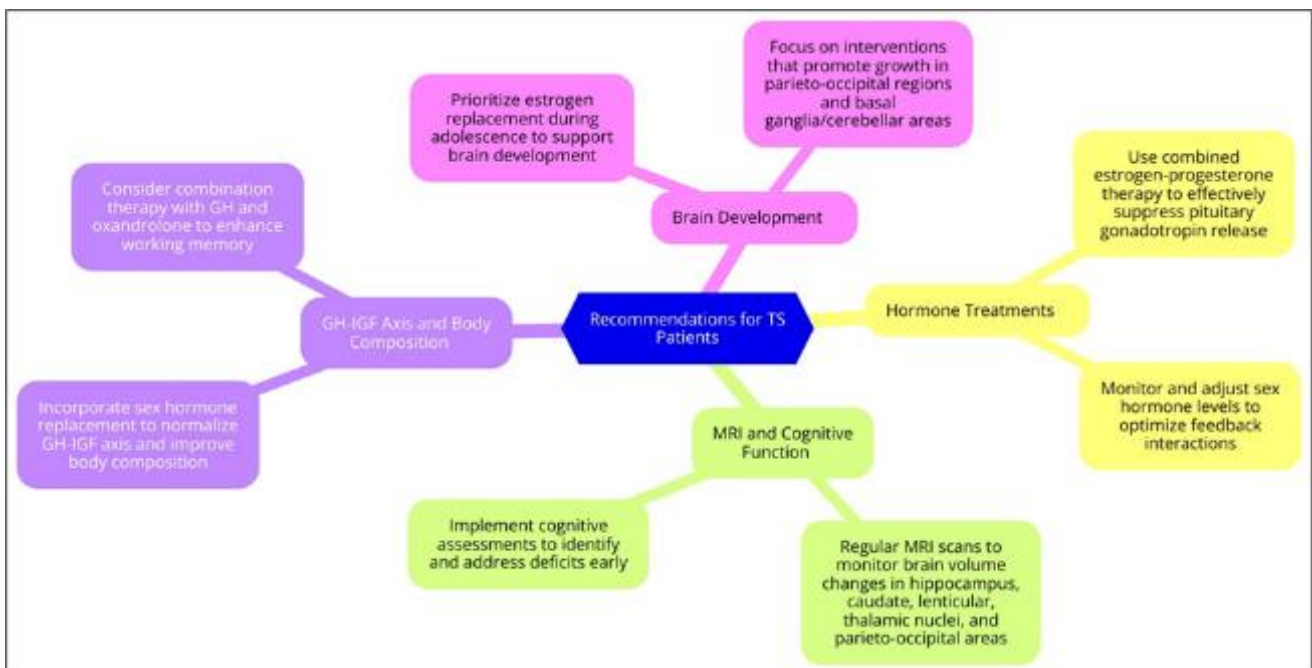 Focus on interventions
that promote growth in
parieto-occipital regions
and basal
ganglia/cerebellar areas
Prioritize estrogen
replacement during
adolescence to support
brain development
Brain Development
Use combined
estrogen-progesterone
therapy to effectively
suppress pituitary
gonadotropin release
Consider combination
therapy with GH and
oxandrolone to enhance
working memory
GH-IGF Axis and Body
Composition
Recommendations for TS
Patients
Hormone Treatments
Incorporate sex hormone
replacement to normalize
GH-IGF axis and improve
body composition
Monitor and adjust sex
hormone levels to
optimize feedback
interactions
MRI and Cognitive
Function
Implement cognitive
assessments to identify
and address deficits early
Regular MRI scans to
monitor brain volume
changes in hippocampus,
caudate, lenticular,
thalamic nuclei, and
parieto-occipital areas